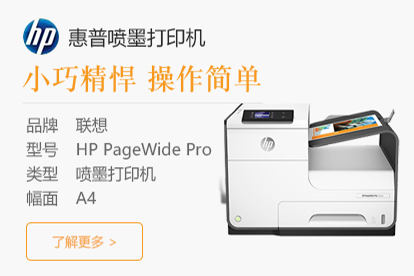 hp 惠普喷墨打印机
小巧精悍 操作简单
品牌 联想
型号 HP PageWide Pro
类型 喷墨打印机
幅面 A4
hp
了解更多 >